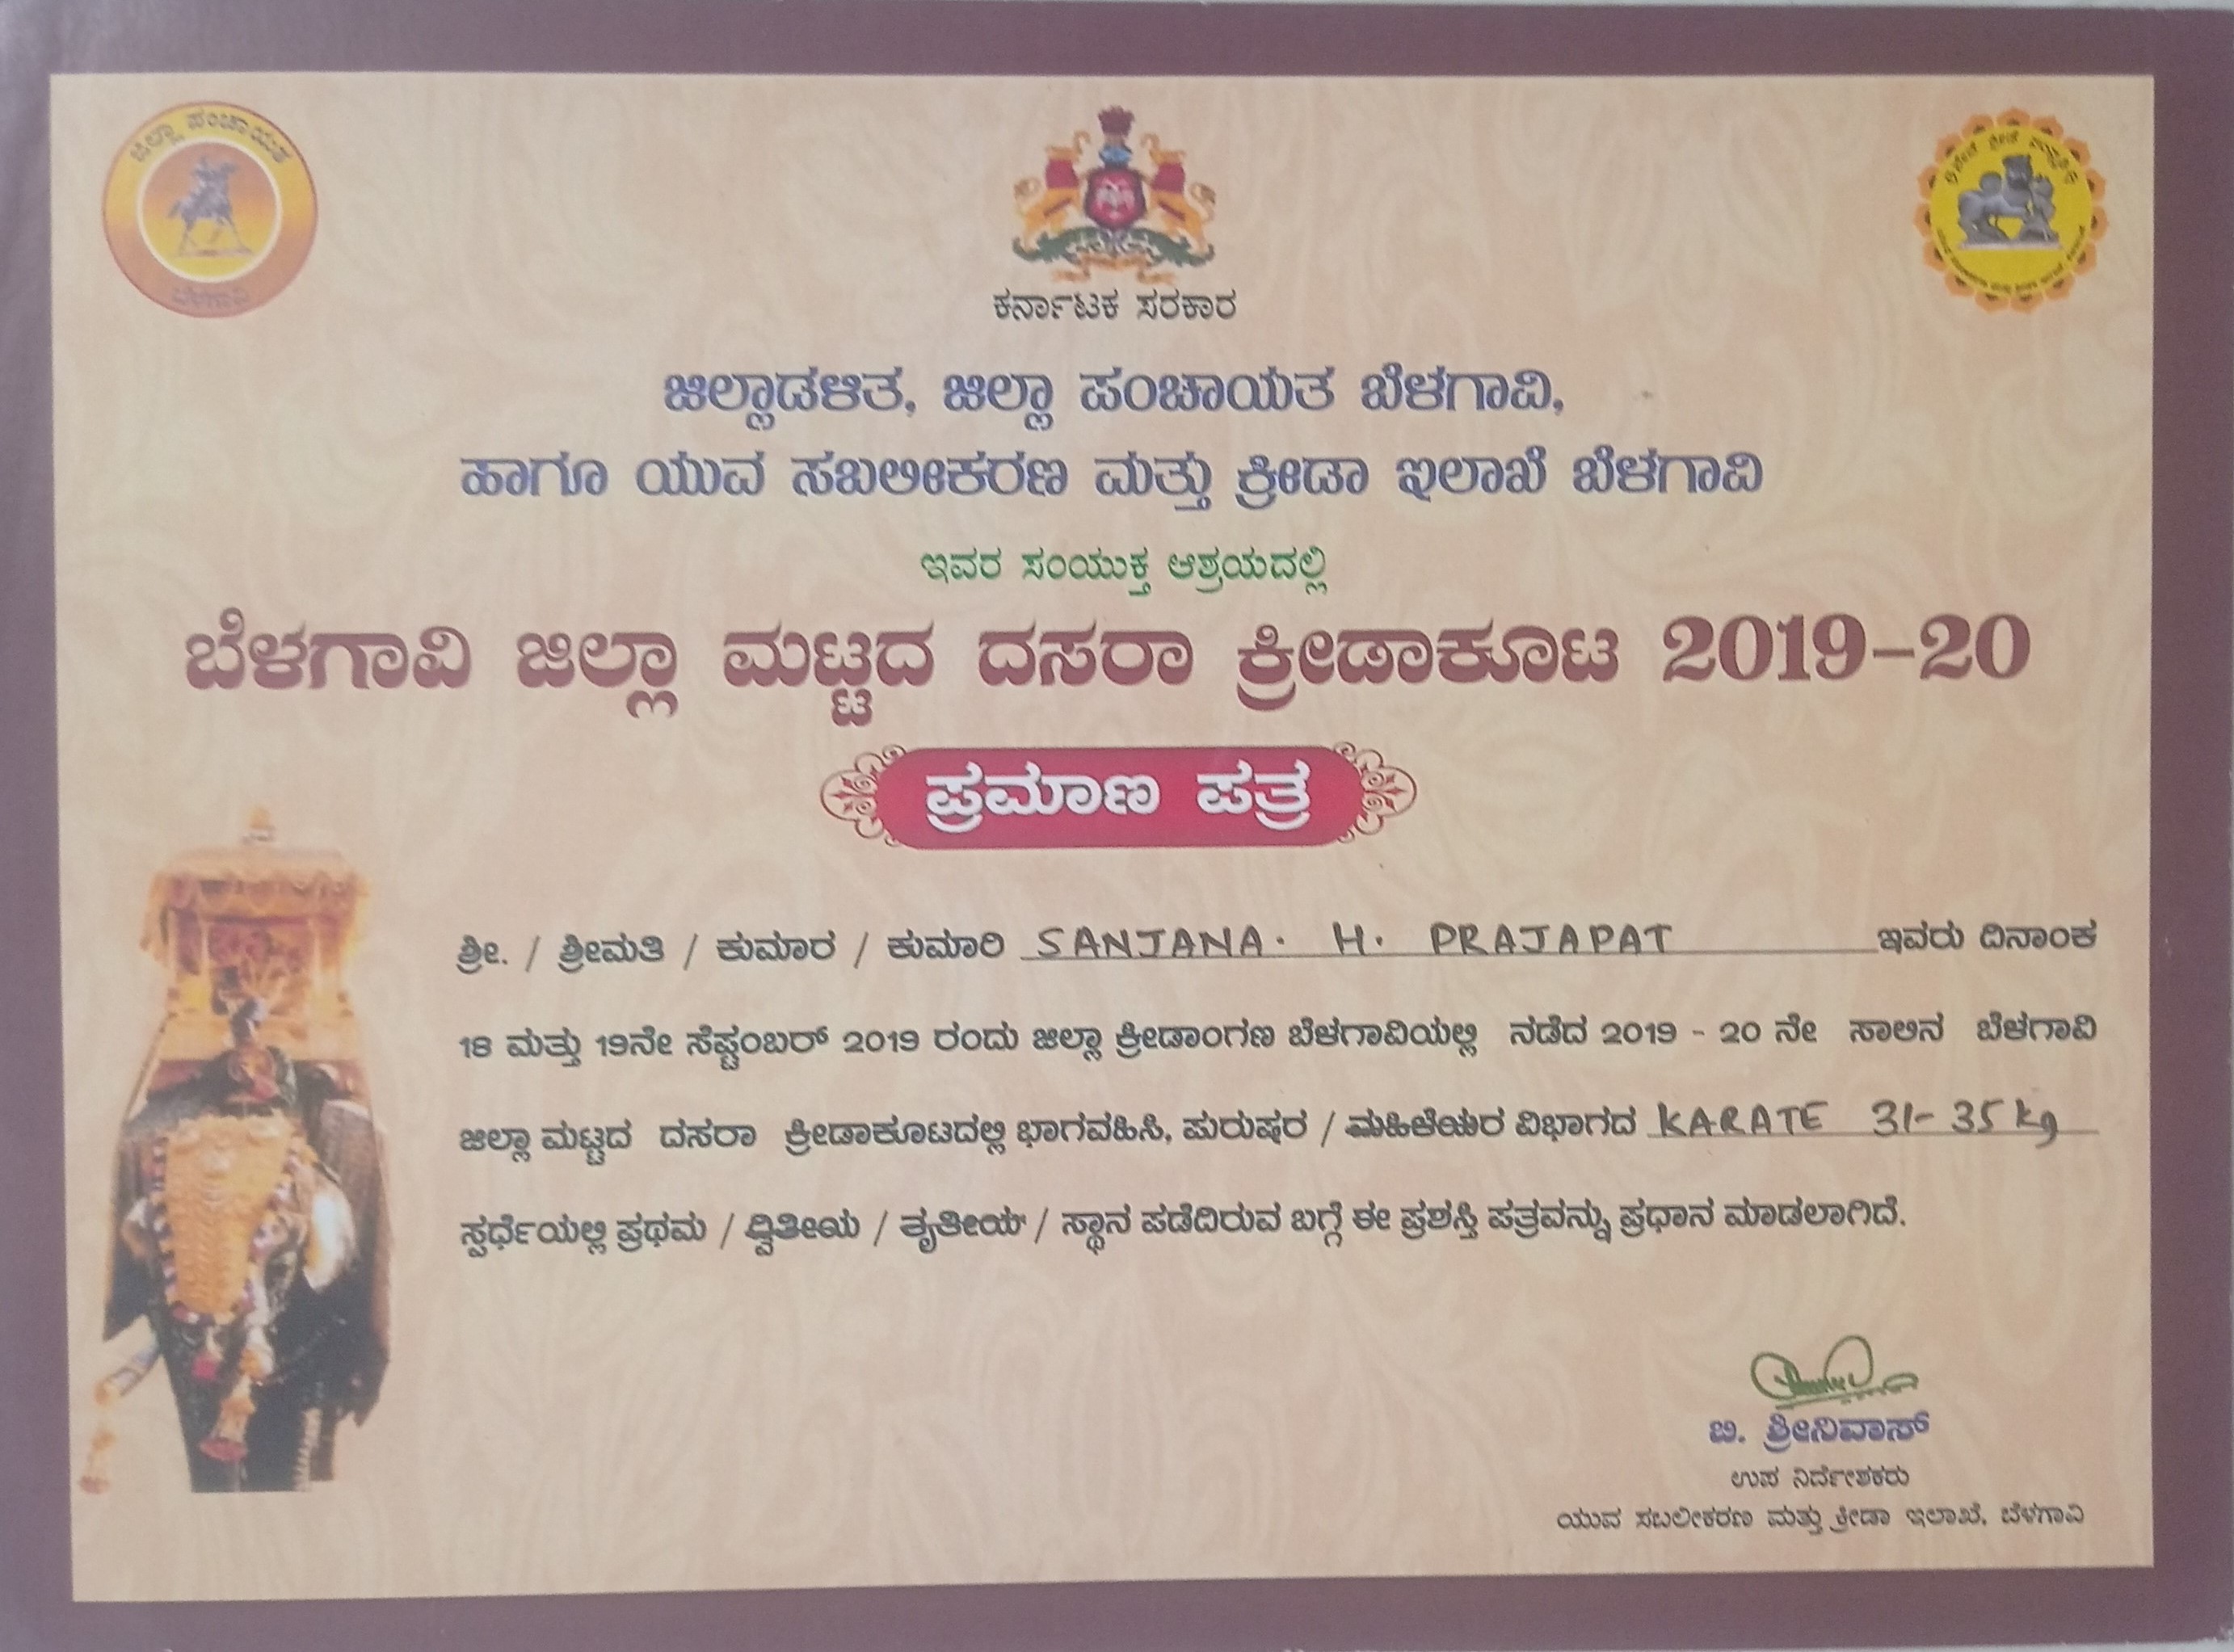 ಜಿಲ್ಲಾ ಪಂಚಾಯತ
ಬೆಳಗಾವಿ
ಕರ್ನಾಟಕ ಸರಕಾರ
ಜಿಲ್ಲಾಡಳಿತ, ಜಿಲ್ಲಾ ಪಂಚಾಯತ ಬೆಳಗಾವಿ,
ಹಾಗೂ ಯುವ ಸಬಲೀಕರಣ ಮತ್ತು ಕ್ರೀಡಾ ಇಲಾಖೆ ಬೆಳಗಾವಿ
ಇವರ ಸಂಯುಕ್ತ ಆಶ್ರಯದಲ್ಲಿ
ಬೆಳಗಾವಿ ಜಿಲ್ಲಾ ಮಟ್ಟದ ದಸರಾ ಕ್ರೀಡಾಕೂಟ 2019-20
ಪ್ರಮಾಣ ಪತ್ರ
ಶ್ರೀ. / ಶ್ರೀಮತಿ / ಕುಮಾರ / ಕುಮಾರಿ SANJANA. H. PRAJAPAT ಇವರು ದಿನಾಂಕ
18 ಮತ್ತು 19ನೇ ಸೆಪ್ಟಂಬರ್ 2019 ರಂದು ಜಿಲ್ಲಾ ಕ್ರೀಡಾಂಗಣ ಬೆಳಗಾವಿಯಲ್ಲಿ ನಡೆದ 2019 - 20 ನೇ ಸಾಲಿನ ಬೆಳಗಾವಿ
ಜಿಲ್ಲಾ ಮಟ್ಟದ ದಸರಾ ಕ್ರೀಡಾಕೂಟದಲ್ಲಿ ಭಾಗವಹಿಸಿ, ಪುರುಷರ / ಮಹಿಳೆಯರ ವಿಭಾಗದ KARATE 31-35 kg
ಸ್ಪರ್ಧೆಯಲ್ಲಿ ಪ್ರಥಮ / ದ್ವಿತೀಯ / ತೃತೀಯ / ಸ್ಥಾನ ಪಡೆದಿರುವ ಬಗ್ಗೆ ಈ ಪ್ರಶಸ್ತಿ ಪತ್ರವನ್ನು ಪ್ರಧಾನ ಮಾಡಲಾಗಿದೆ.
ಬಿ. ಶ್ರೀನಿವಾಸ್
ಉಪ ನಿರ್ದೇಶಕರು
ಯುವ ಸಬಲೀಕರಣ ಮತ್ತು ಕ್ರೀಡಾ ಇಲಾಖೆ, ಬೆಳಗಾವಿ